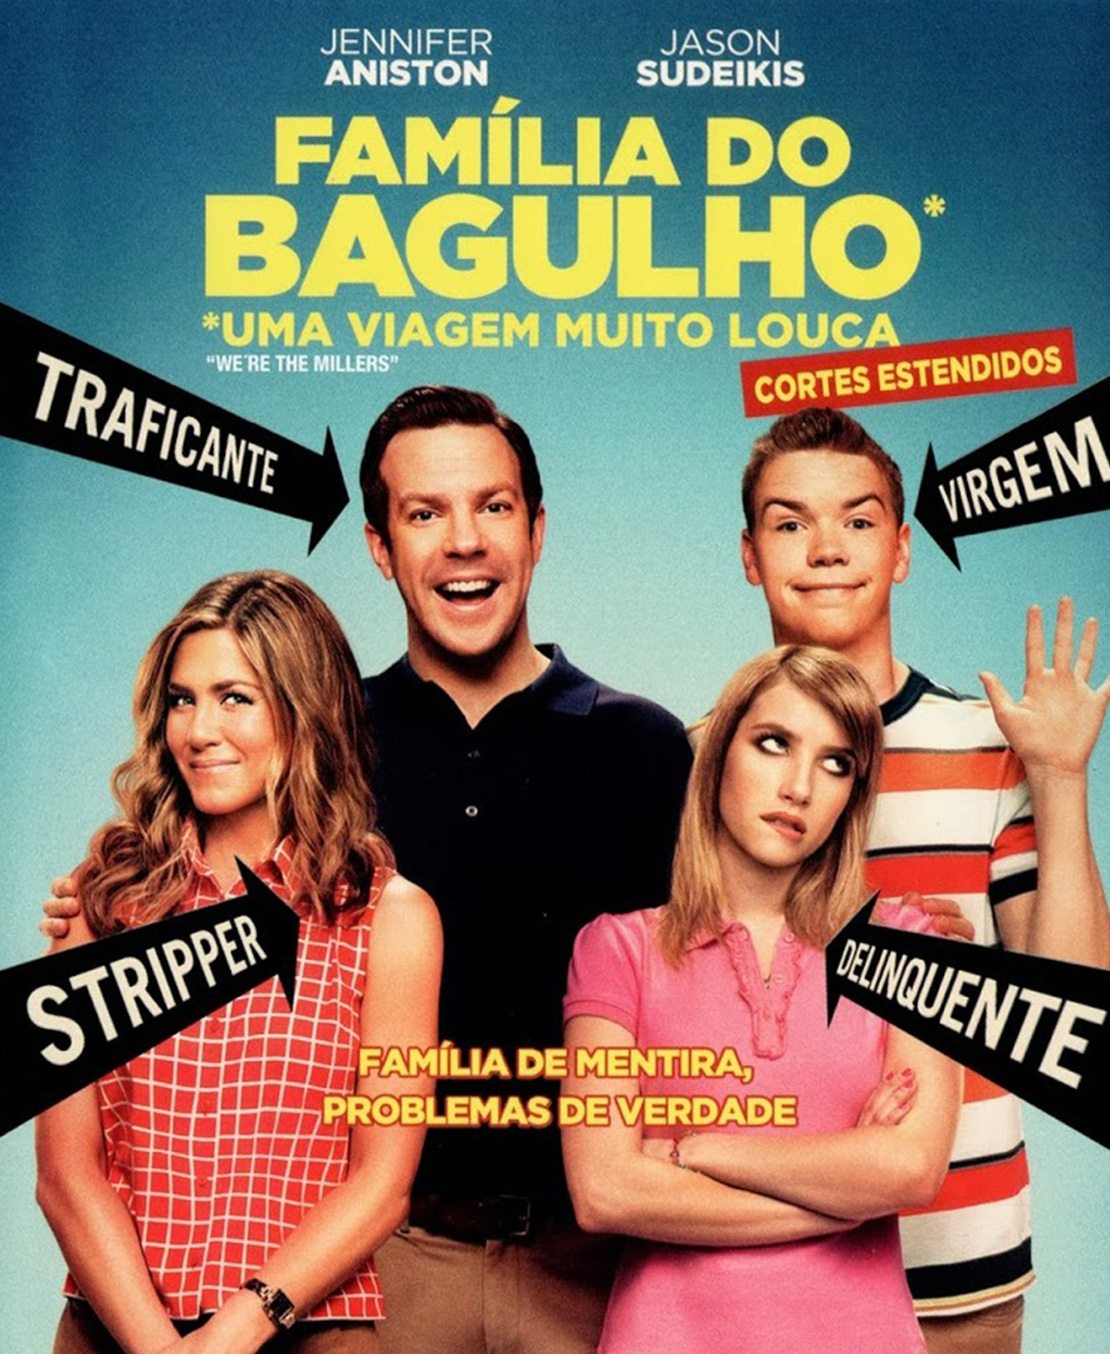 JENNIFER
ANISTON
JASON
SUDEIKIS
FAMÍLIA DO
BAGULHO*
*UMA VIAGEM MUITO LOUCA
“WE´RE THE MILLERS”
CORTES ESTENDIDOS
TRAFICANTE
VIRGEM
STRIPPER
DELINQUENTE
FAMÍLIA DE MENTIRA,
PROBLEMAS DE VERDADE